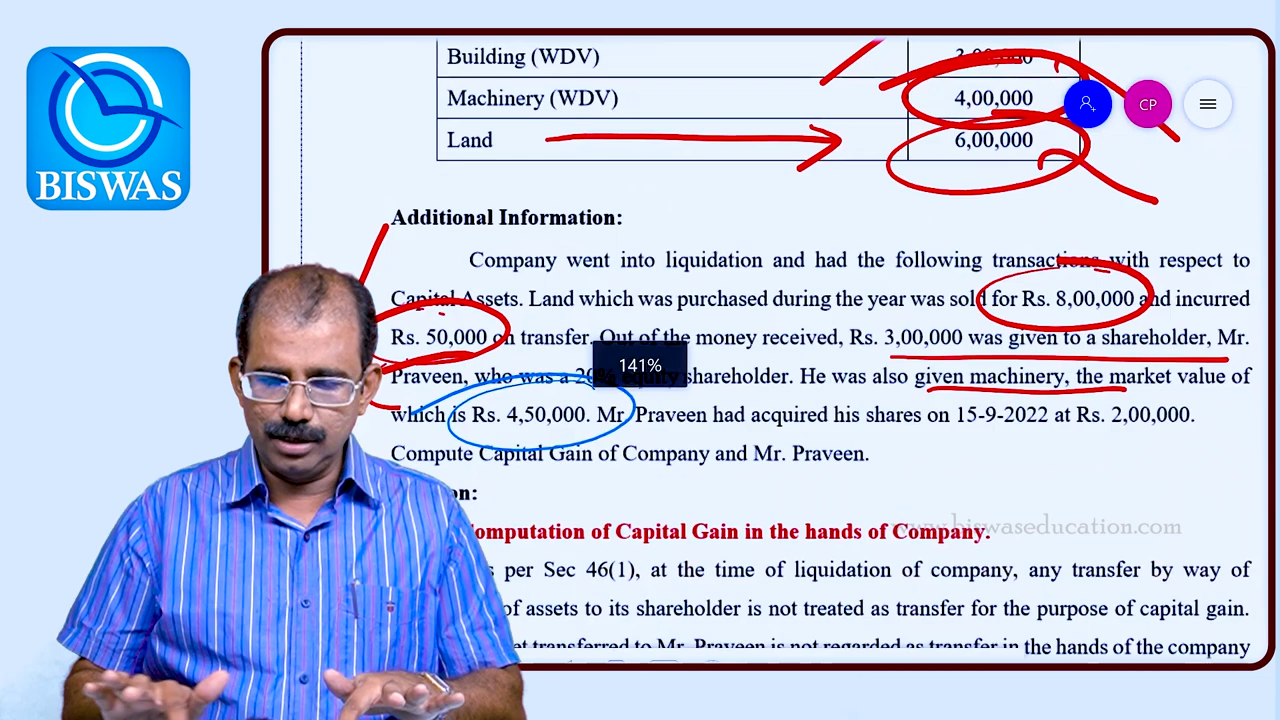 BISWAS
Building (WDV) 3,00,000
Machinery (WDV) 4,00,000
CP
Land 6,00,000
Additional Information:
Company went into liquidation and had the following transactions with respect to
Capital Assets. Land which was purchased during the year was sold for Rs. 8,00,000 and incurred
Rs. 50,000 on transfer. Out of the money received, Rs. 3,00,000 was given to a shareholder, Mr.
141%
Praveen, who was a 20% equity shareholder. He was also given machinery, the market value of
which is Rs. 4,50,000. Mr. Praveen had acquired his shares on 15-9-2022 at Rs. 2,00,000.
Compute Capital Gain of Company and Mr. Praveen.
on:
www.biswaseducation.com
omputation of Capital Gain in the hands of Company.
per Sec 46(1), at the time of liquidation of company, any transfer by way of
of assets to its shareholder is not treated as transfer for the purpose of capital gain.
et transferred to Mr. Praveen is not regarded as transfer in the hands of the company